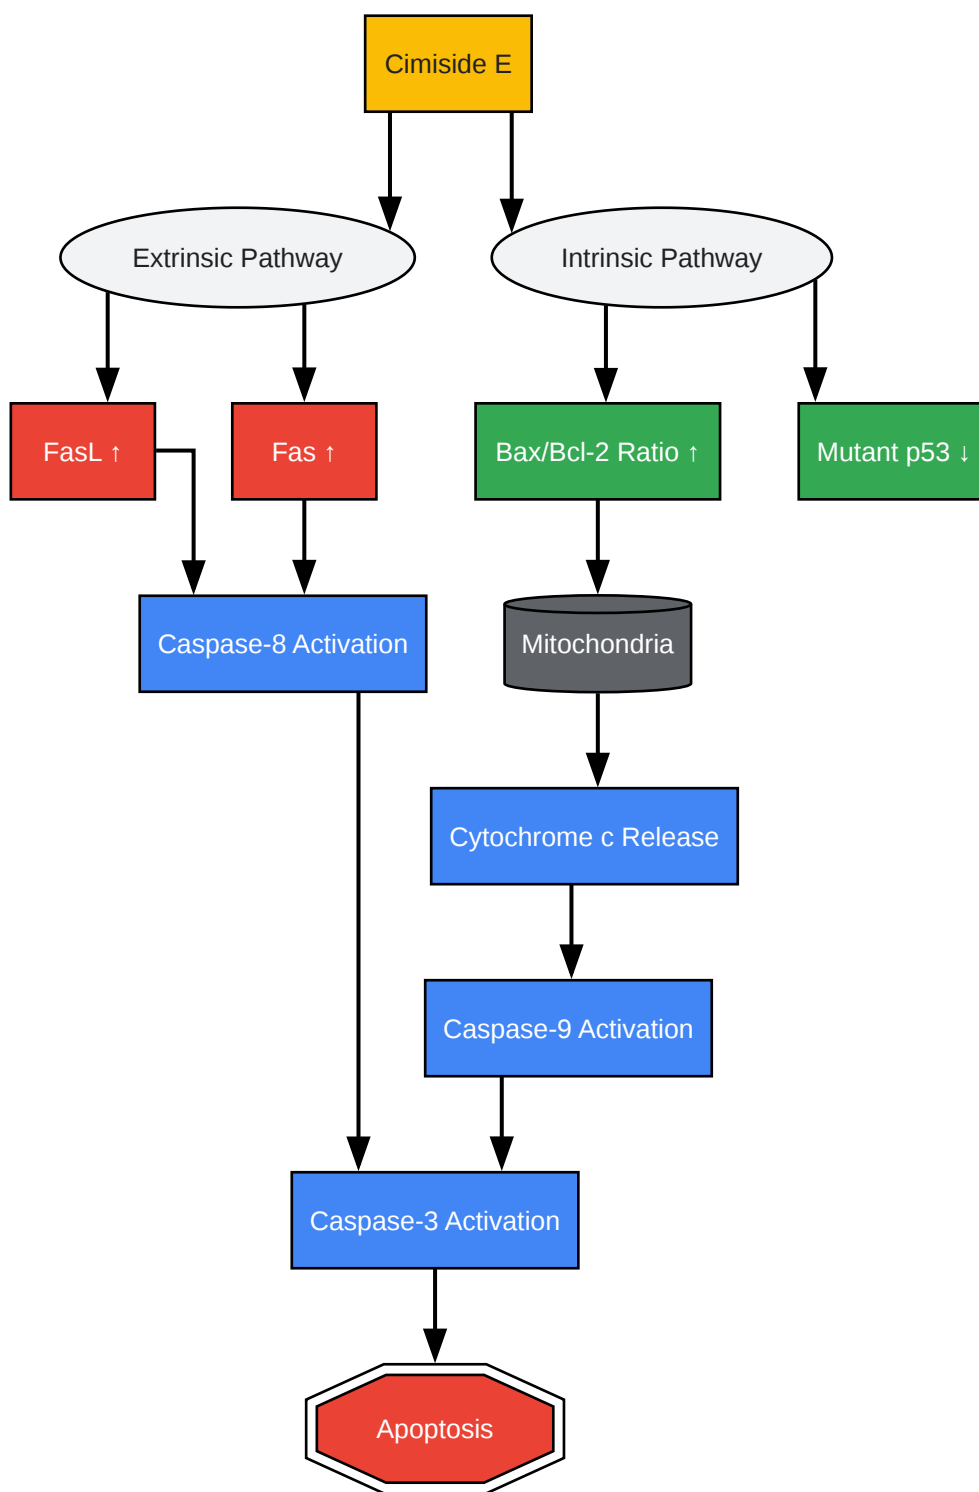 Cimiside E
Extrinsic Pathway
Intrinsic Pathway
FasL ↑
Fas ↑
Bax/Bcl-2 Ratio ↑
Mutant p53 ↓
Caspase-8 Activation
Mitochondria
Cytochrome c Release
Caspase-9 Activation
Caspase-3 Activation
Apoptosis